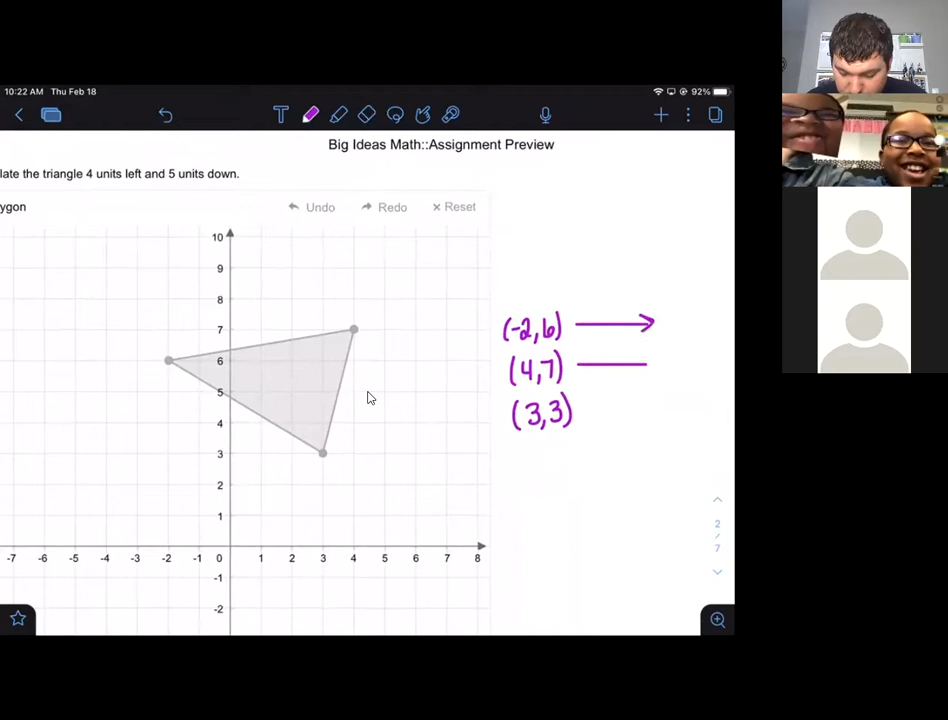 10:22 AM Thu Feb 18
92%
T
Big Ideas Math::Assignment Preview
late the triangle 4 units left and 5 units down.
ygon
Undo
Redo
× Reset
10
9
8
7
6
5
4
3
2
1
-7 -6 -5 -4 -3 -2 -1 0 1 2 3 4 5 6 7 8
-1
-2
(-2,6)
(4,7)
(3,3)
2
/
7